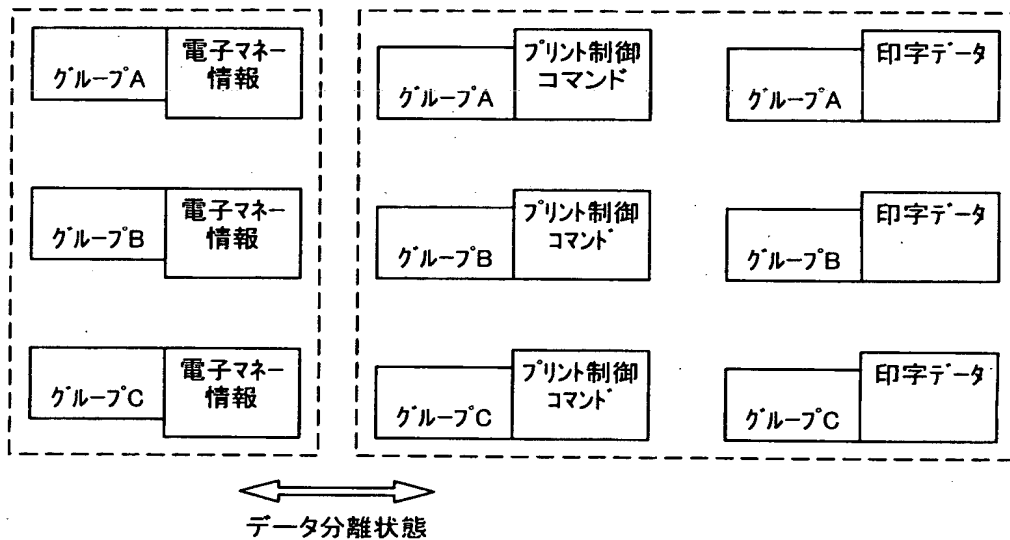 グループA
電子マネー
情報
グループA
プリント制御
コマンド
グループA
印字データ
グループB
電子マネー
情報
グループB
プリント制御
コマンド
グループB
印字データ
グループC
電子マネー
情報
グループC
プリント制御
コマンド
グループC
印字データ
データ分離状態